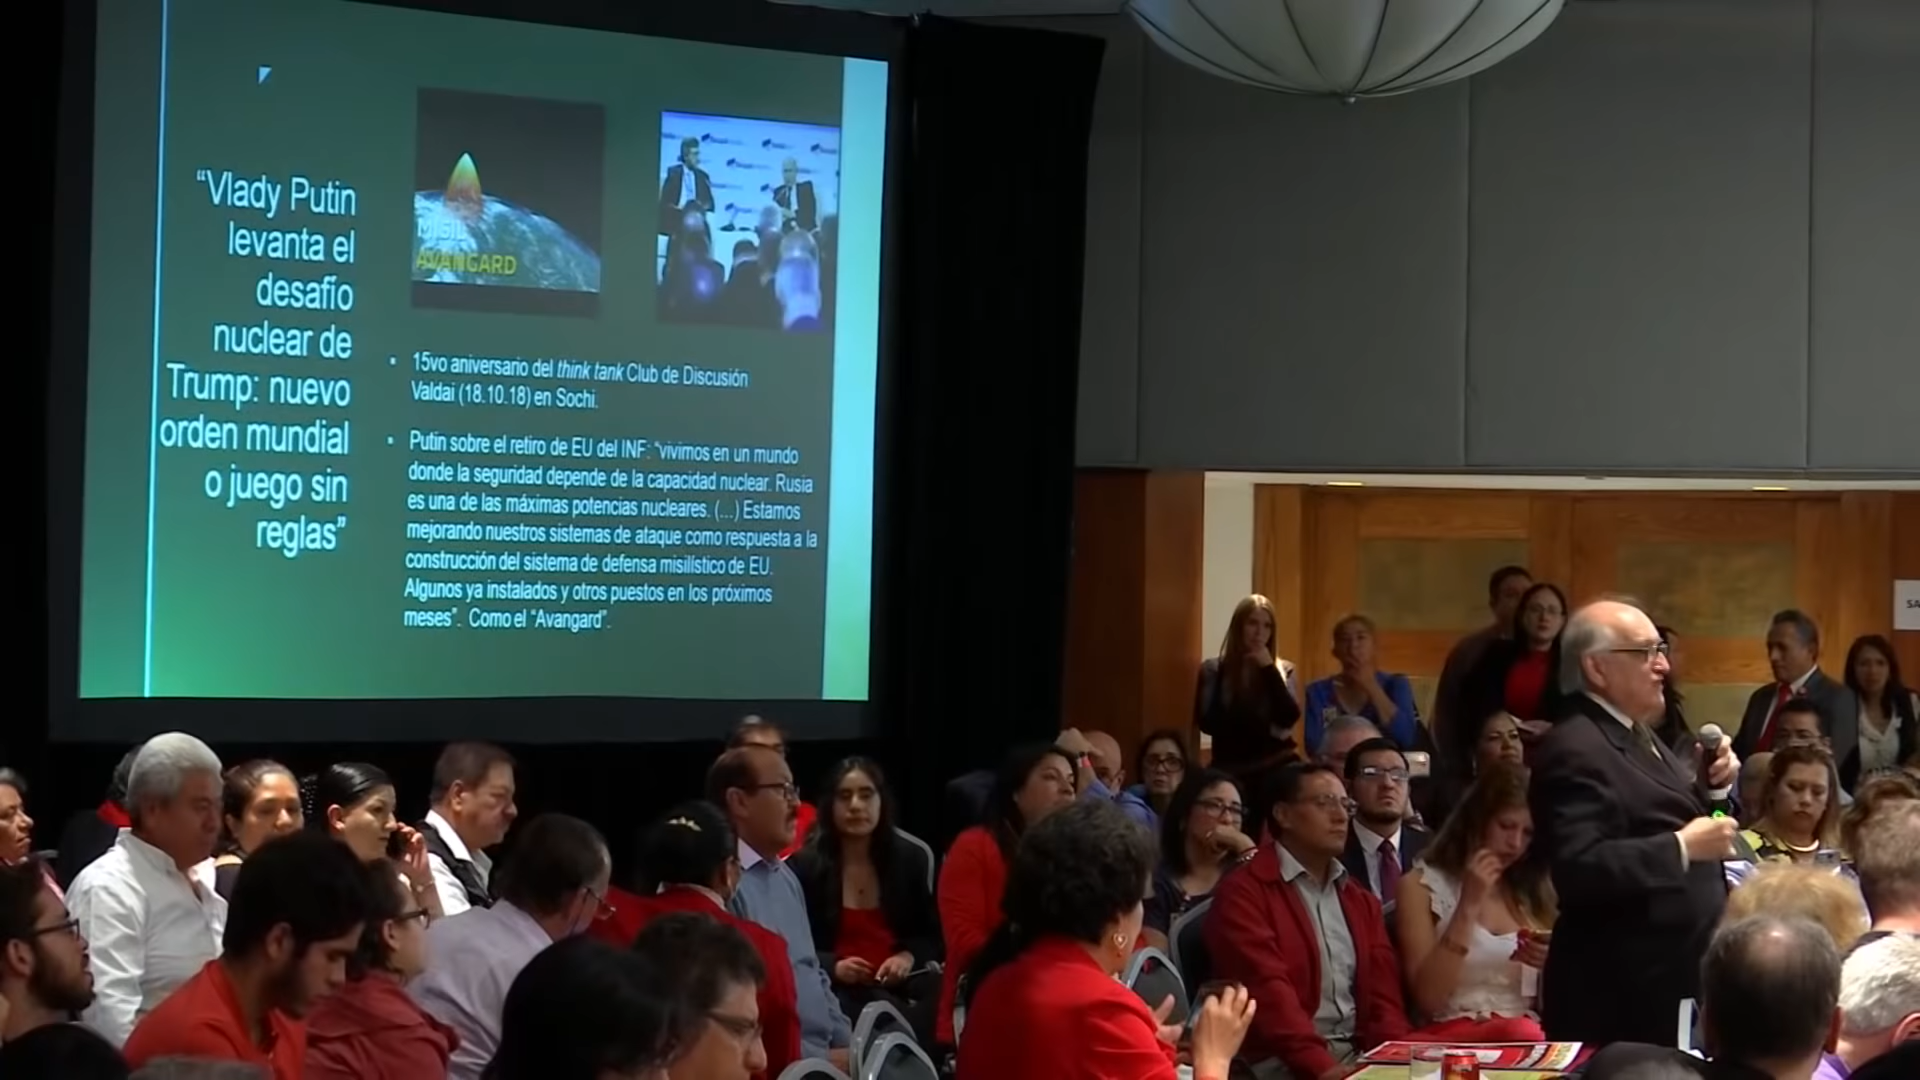 “Vlady Putin
levanta el
desafío
nuclear de
Trump: nuevo
orden mundial
o juego sin
reglas”
MISIL
AVANGARD
15vo aniversario del think tank Club de Discusión
Valdai (18.10.18) en Sochi.
Putin sobre el retiro de EU del INF: “vivimos en un mundo
donde la seguridad depende de la capacidad nuclear. Rusia
es una de las máximas potencias nucleares. (...) Estamos
mejorando nuestros sistemas de ataque como respuesta a la
construcción del sistema de defensa misilístico de EU.
Algunos ya instalados y otros puestos en los próximos
meses”. Como el “Avangard”.
SA